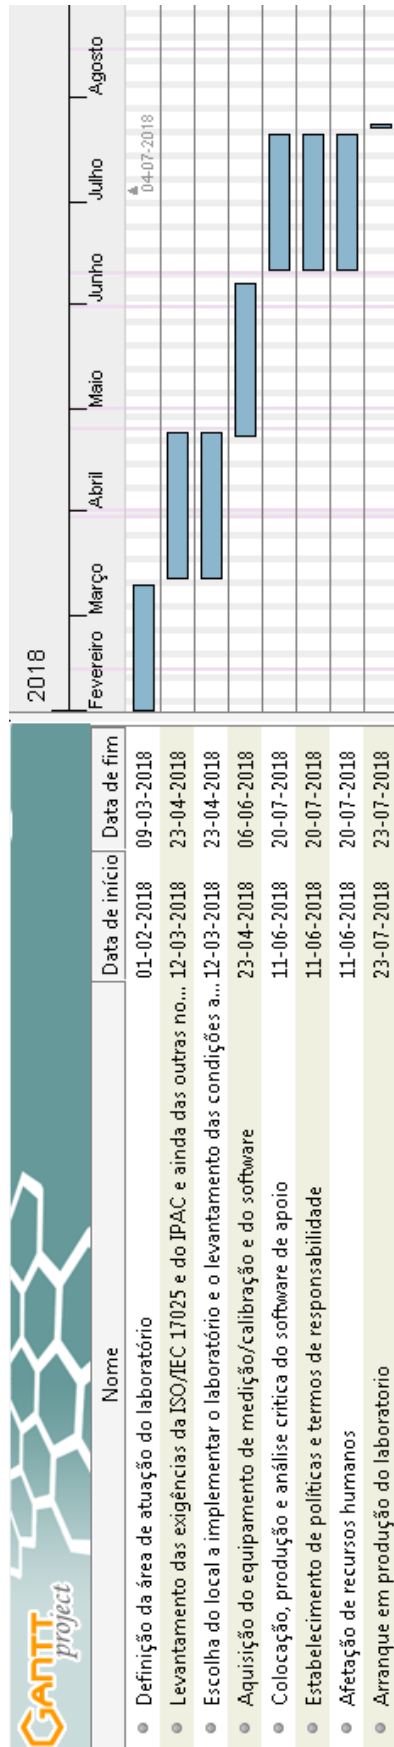 GANTT
project
2018
Nome Data de início Data de fim Fevereiro Março Abril Maio Junho Julho Agosto
04-07-2018
Definição da área de atuação do laboratório 01-02-2018 09-03-2018
Levantamento das exigências da ISO/IEC 17025 e do IPAC e ainda das outras no... 12-03-2018 23-04-2018
Escolha do local a implementar o laboratório e o levantamento das condições a... 12-03-2018 23-04-2018
Aquisição do equipamento de medição/calibração e do software 23-04-2018 06-06-2018
Colocação, produção e análise critica do software de apoio 11-06-2018 20-07-2018
Estabelecimento de políticas e termos de responsabilidade 11-06-2018 20-07-2018
Afetação de recursos humanos 11-06-2018 20-07-2018
Arranque em produção do laboratorio 23-07-2018 23-07-2018